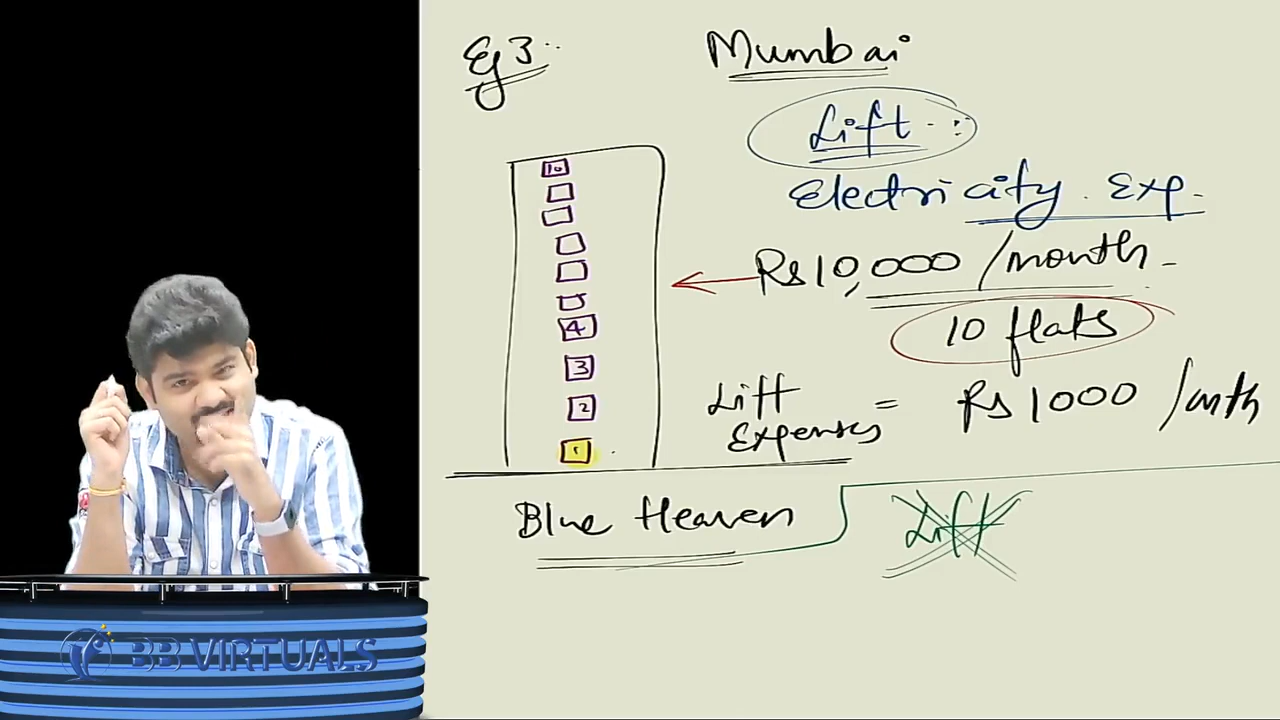 Eg 3:
Mumbai
Lift :
Electricity Exp.
Rs 10,000 /month
10 flats
Lift Expenses = Rs 1000 /mth
10
4
3
2
1
Blue Heaven
Lift
BB VIRTUALS